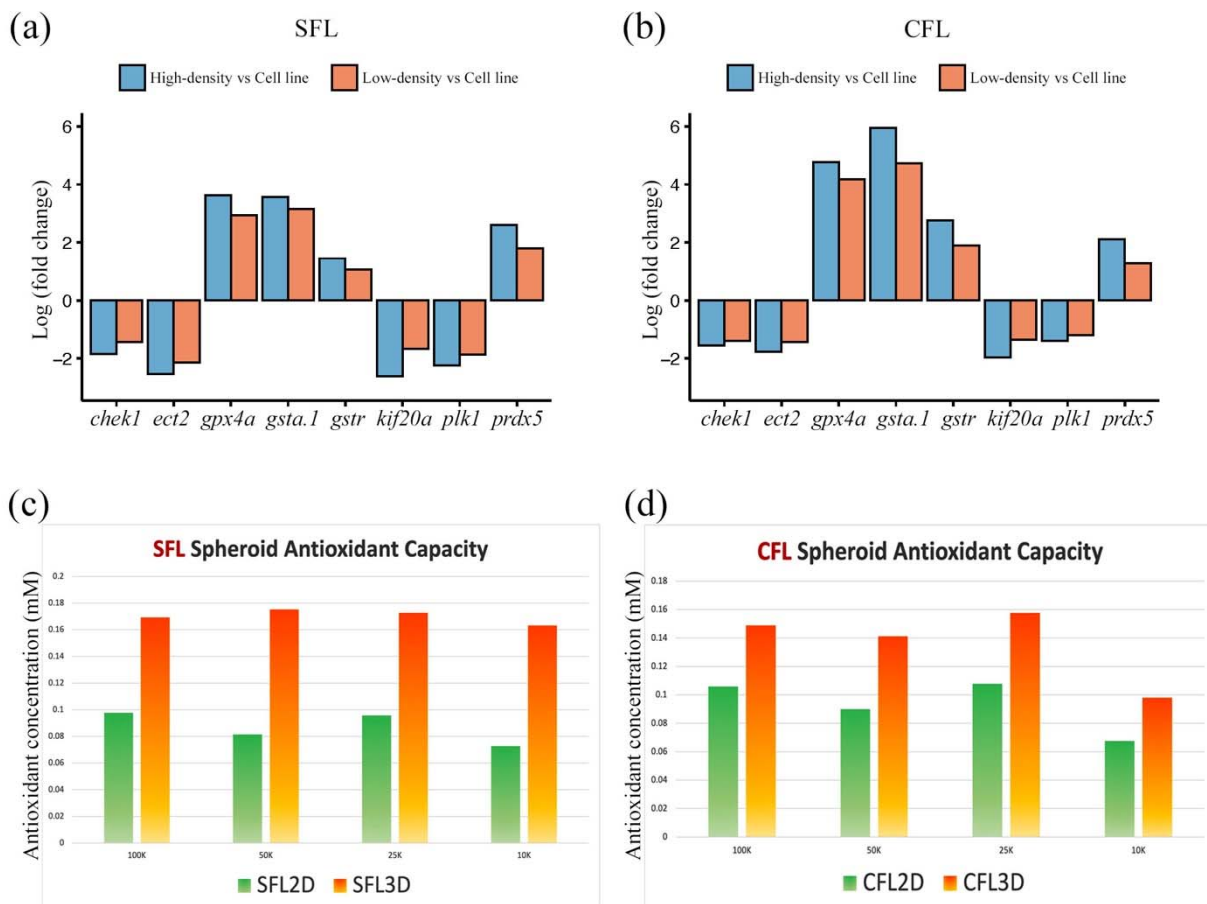 (a)
SFL
High-density vs Cell line
Low-density vs Cell line
Log (fold change)
6
4
2
0
−2
chek1 ect2 gpx4a gsta.1 gstr kif20a plk1 prdx5
(b)
CFL
High-density vs Cell line
Low-density vs Cell line
Log (fold change)
6
4
2
0
−2
chek1 ect2 gpx4a gsta.1 gstr kif20a plk1 prdx5
(c)
SFL Spheroid Antioxidant Capacity
Antioxidant concentration (mM)
0.2
0.18
0.16
0.14
0.12
0.1
0.08
0.06
0.04
0.02
0
100K 50K 25K 10K
SFL2D SFL3D
(d)
CFL Spheroid Antioxidant Capacity
Antioxidant concentration (mM)
0.18
0.16
0.14
0.12
0.1
0.08
0.06
0.04
0.02
0
100K 50K 25K 10K
CFL2D CFL3D